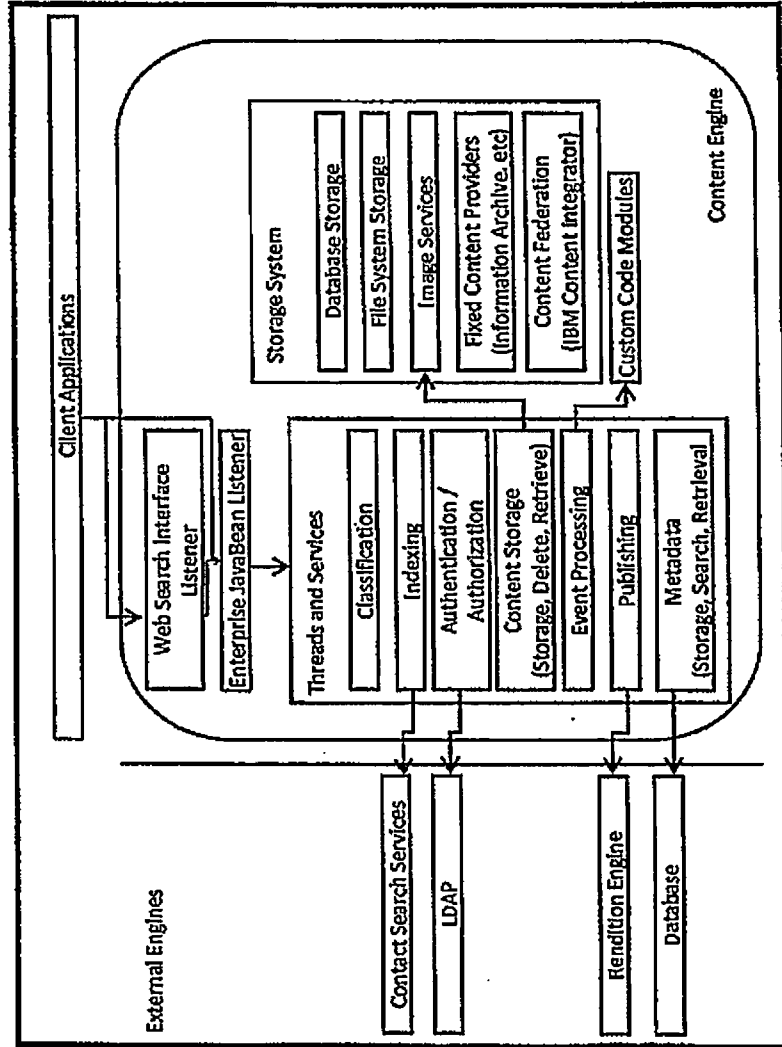 Client Applications
External Engines
Web Search Interface
Listener
Enterprise JavaBean Listener
Threads and Services
Classification
Indexing
Authentication /
Authorization
Content Storage
(Storage, Delete, Retrieve)
Event Processing
Publishing
Metadata
(Storage, Search, Retrieval)
Contact Search Services
LDAP
Rendition Engine
Database
Storage System
Database Storage
File System Storage
Image Services
Fixed Content Providers
(Information Archive, etc)
Content Federation
(IBM Content Integrator)
Custom Code Modules
Content Engine